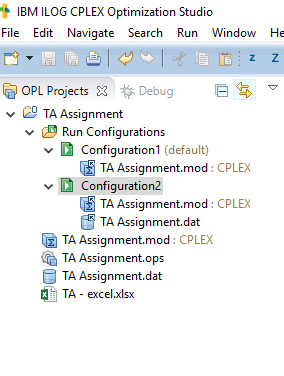 IBM ILOG CPLEX Optimization Studio
File Edit Navigate Search Run Window
OPL Projects Debug
TA Assignment
Run Configurations
Configuration1 (default)
TA Assignment.mod : CPLEX
Configuration2
TA Assignment.mod : CPLEX
TA Assignment.dat
TA Assignment.mod : CPLEX
TA Assignment.ops
TA Assignment.dat
TA - excel.xlsx